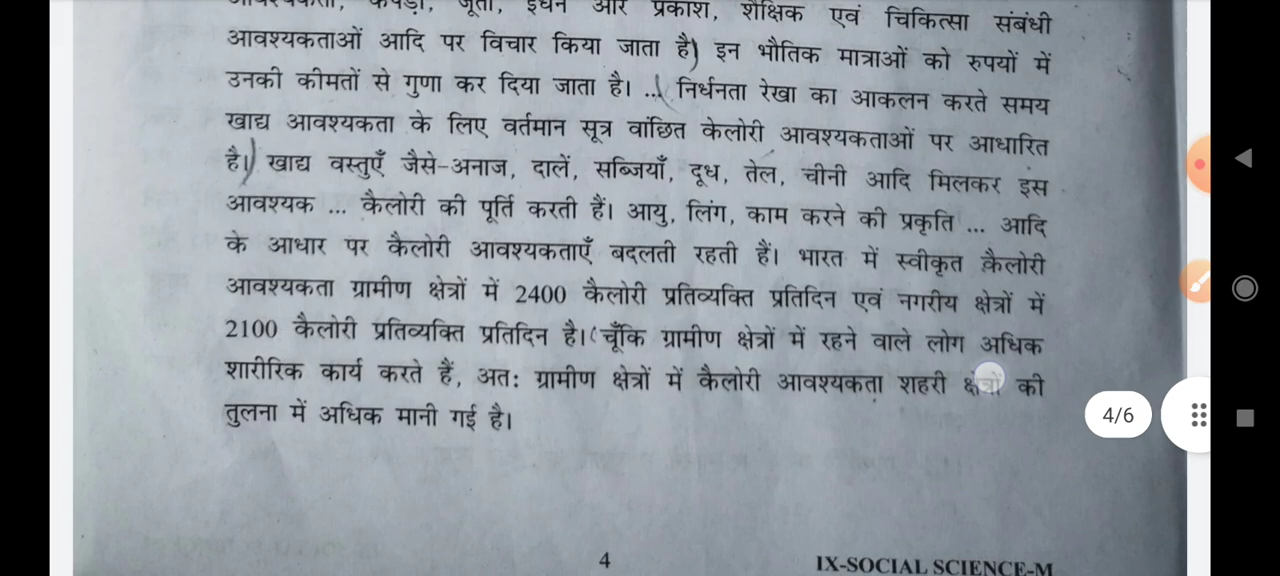 आवश्यकता, कपड़ा, जूता, ईंधन और प्रकाश, शैक्षिक एवं चिकित्सा संबंधी
आवश्यकताओं आदि पर विचार किया जाता है) इन भौतिक मात्राओं को रुपयों में
उनकी कीमतों से गुणा कर दिया जाता है। ... निर्धनता रेखा का आकलन करते समय
खाद्य आवश्यकता के लिए वर्तमान सूत्र वांछित केलोरी आवश्यकताओं पर आधारित
है।) खाद्य वस्तुएँ जैसे-अनाज, दालें, सब्जियाँ, दूध, तेल, चीनी आदि मिलकर इस
आवश्यक ... कैलोरी की पूर्ति करती हैं। आयु, लिंग, काम करने की प्रकृति ... आदि
के आधार पर कैलोरी आवश्यकताएँ बदलती रहती हैं। भारत में स्वीकृत कैलोरी
आवश्यकता ग्रामीण क्षेत्रों में 2400 कैलोरी प्रतिव्यक्ति प्रतिदिन एवं नगरीय क्षेत्रों में
2100 कैलोरी प्रतिव्यक्ति प्रतिदिन है। (चूँकि ग्रामीण क्षेत्रों में रहने वाले लोग अधिक
शारीरिक कार्य करते हैं, अतः ग्रामीण क्षेत्रों में कैलोरी आवश्यकता शहरी क्षेत्रों की
तुलना में अधिक मानी गई है।
4/6
4 IX-SOCIAL SCIENCE-M